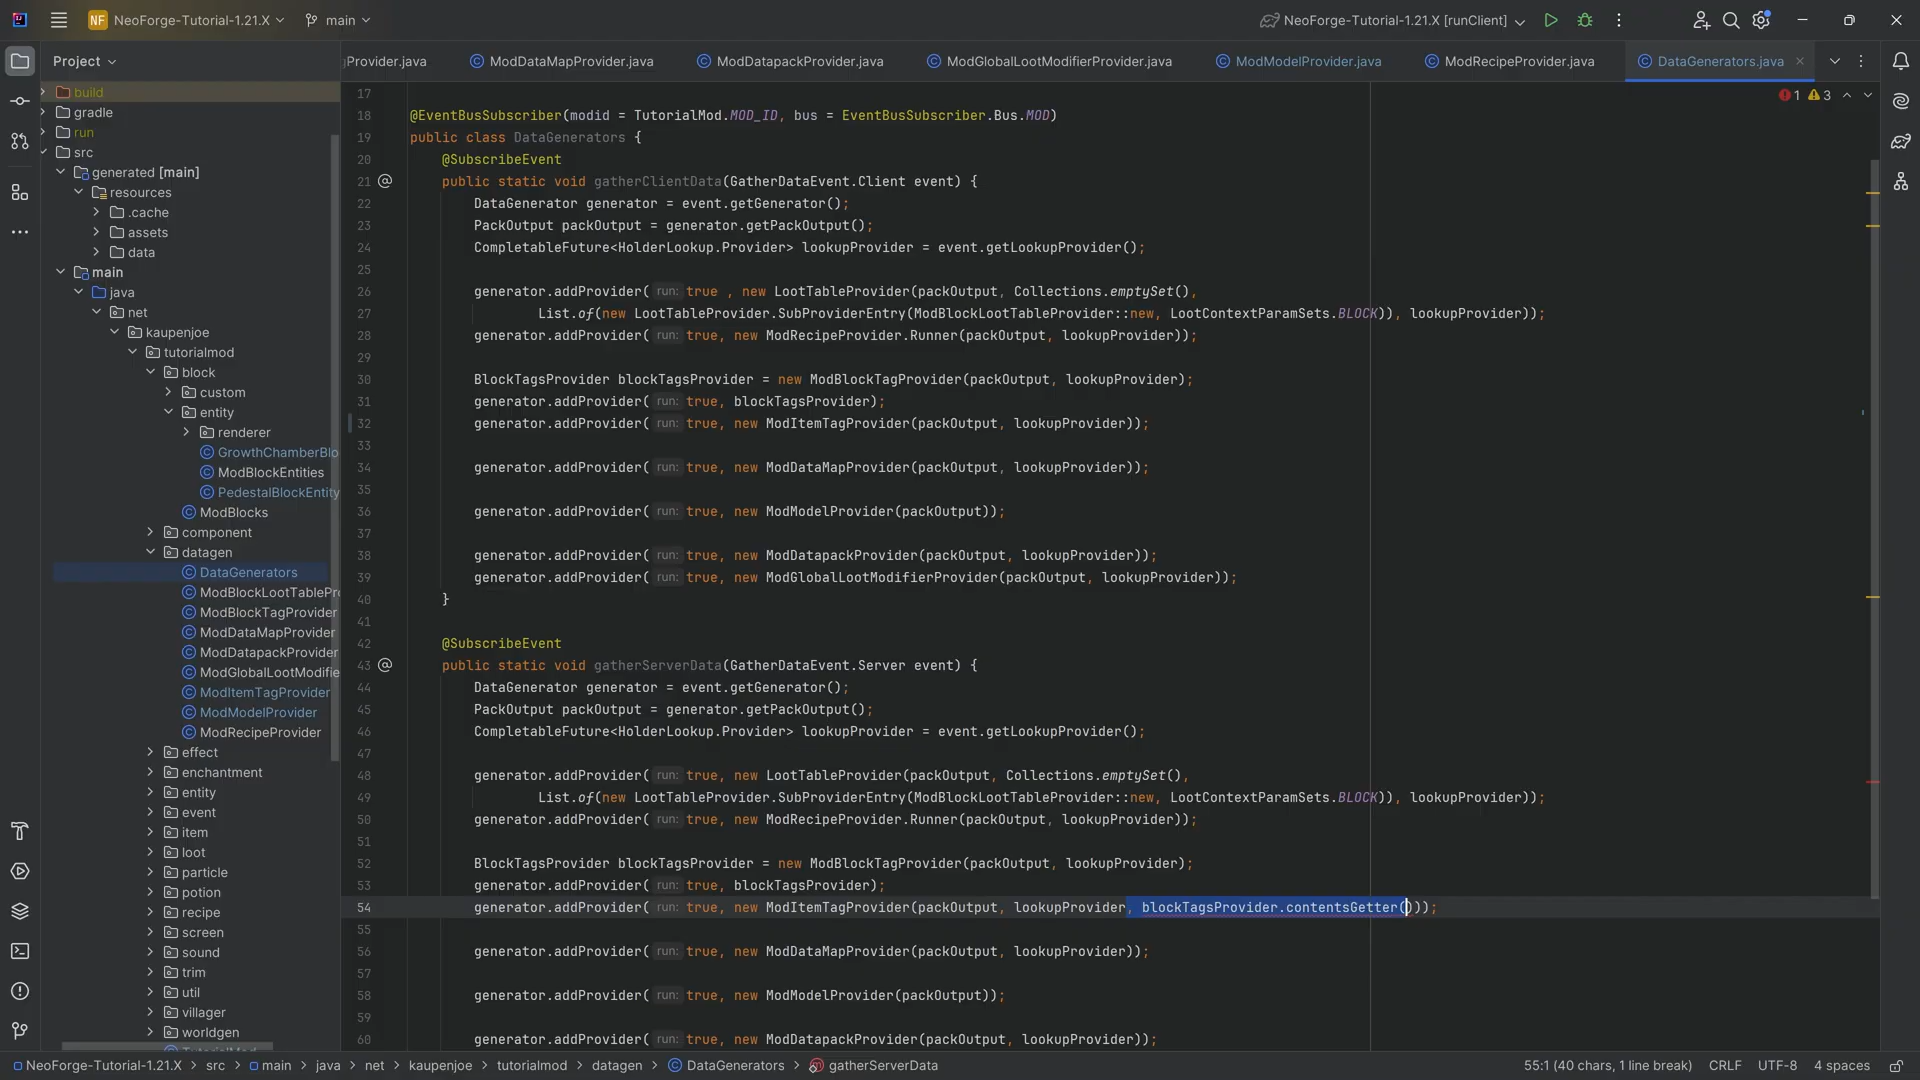 NF NeoForge-Tutorial-1.21.X main NeoForge-Tutorial-1.21.X [runClient]
Project
build
gradle
run
src
generated [main]
resources
.cache
assets
data
main
java
net
kaupenjoe
tutorialmod
block
custom
entity
renderer
GrowthChamberBlo
ModBlockEntities
PedestalBlockEntity
ModBlocks
component
datagen
DataGenerators
ModBlockLootTablePro
ModBlockTagProvider
ModDataMapProvider
ModDatapackProvider
ModGlobalLootModifie
ModItemTagProvider
ModModelProvider
ModRecipeProvider
effect
enchantment
entity
event
item
loot
particle
potion
recipe
screen
sound
trim
util
villager
worldgen
gProvider.java ModDataMapProvider.java ModDatapackProvider.java ModGlobalLootModifierProvider.java ModModelProvider.java ModRecipeProvider.java DataGenerators.java
1 3
17
18 @EventBusSubscriber(modid = TutorialMod.MOD_ID, bus = EventBusSubscriber.Bus.MOD)
19 public class DataGenerators {
20 @SubscribeEvent
21 public static void gatherClientData(GatherDataEvent.Client event) {
22 DataGenerator generator = event.getGenerator();
23 PackOutput packOutput = generator.getPackOutput();
24 CompletableFuture<HolderLookup.Provider> lookupProvider = event.getLookupProvider();
25
26 generator.addProvider( run: true , new LootTableProvider(packOutput, Collections.emptySet(),
27 List.of(new LootTableProvider.SubProviderEntry(ModBlockLootTableProvider::new, LootContextParamSets.BLOCK)), lookupProvider));
28 generator.addProvider( run: true, new ModRecipeProvider.Runner(packOutput, lookupProvider));
29
30 BlockTagsProvider blockTagsProvider = new ModBlockTagProvider(packOutput, lookupProvider);
31 generator.addProvider( run: true, blockTagsProvider);
32 generator.addProvider( run: true, new ModItemTagProvider(packOutput, lookupProvider));
33
34 generator.addProvider( run: true, new ModDataMapProvider(packOutput, lookupProvider));
35
36 generator.addProvider( run: true, new ModModelProvider(packOutput));
37
38 generator.addProvider( run: true, new ModDatapackProvider(packOutput, lookupProvider));
39 generator.addProvider( run: true, new ModGlobalLootModifierProvider(packOutput, lookupProvider));
40 }
41
42 @SubscribeEvent
43 public static void gatherServerData(GatherDataEvent.Server event) {
44 DataGenerator generator = event.getGenerator();
45 PackOutput packOutput = generator.getPackOutput();
46 CompletableFuture<HolderLookup.Provider> lookupProvider = event.getLookupProvider();
47
48 generator.addProvider( run: true, new LootTableProvider(packOutput, Collections.emptySet(),
49 List.of(new LootTableProvider.SubProviderEntry(ModBlockLootTableProvider::new, LootContextParamSets.BLOCK)), lookupProvider));
50 generator.addProvider( run: true, new ModRecipeProvider.Runner(packOutput, lookupProvider));
51
52 BlockTagsProvider blockTagsProvider = new ModBlockTagProvider(packOutput, lookupProvider);
53 generator.addProvider( run: true, blockTagsProvider);
54 generator.addProvider( run: true, new ModItemTagProvider(packOutput, lookupProvider, blockTagsProvider.contentsGetter()));
55
56 generator.addProvider( run: true, new ModDataMapProvider(packOutput, lookupProvider));
57
58 generator.addProvider( run: true, new ModModelProvider(packOutput));
59
60 generator.addProvider( run: true, new ModDatapackProvider(packOutput, lookupProvider));
NeoForge-Tutorial-1.21.X > src > main > java > net > kaupenjoe > tutorialmod > datagen > DataGenerators > gatherServerData 55:1 (40 chars, 1 line break) CRLF UTF-8 4 spaces